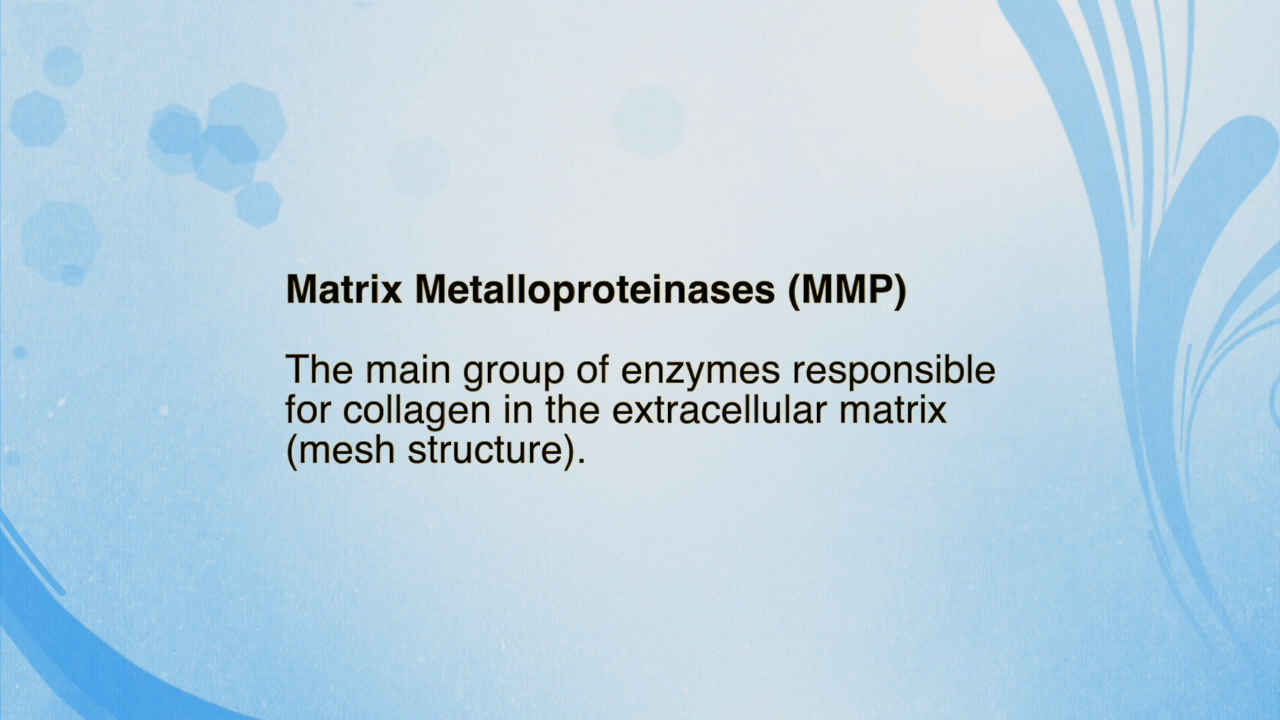 Matrix Metalloproteinases (MMP)
The main group of enzymes responsible
for collagen in the extracellular matrix
(mesh structure).